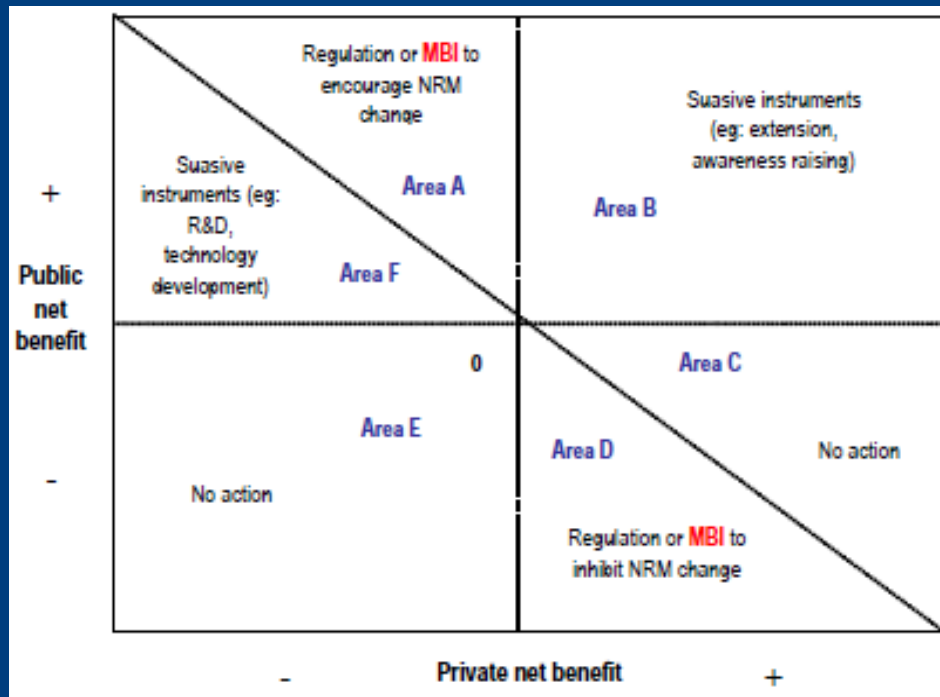 Regulation or MBI to
encourage NRM
change
Suasive instruments
(eg: extension,
awareness raising)
Suasive
instruments (eg:
R&D,
technology
development)
Area A
Area B
+
Public
net
benefit
Area F
0
Area C
Area E
Area D
No action
-
No action
Regulation or MBI to
inhibit NRM change
- Private net benefit +